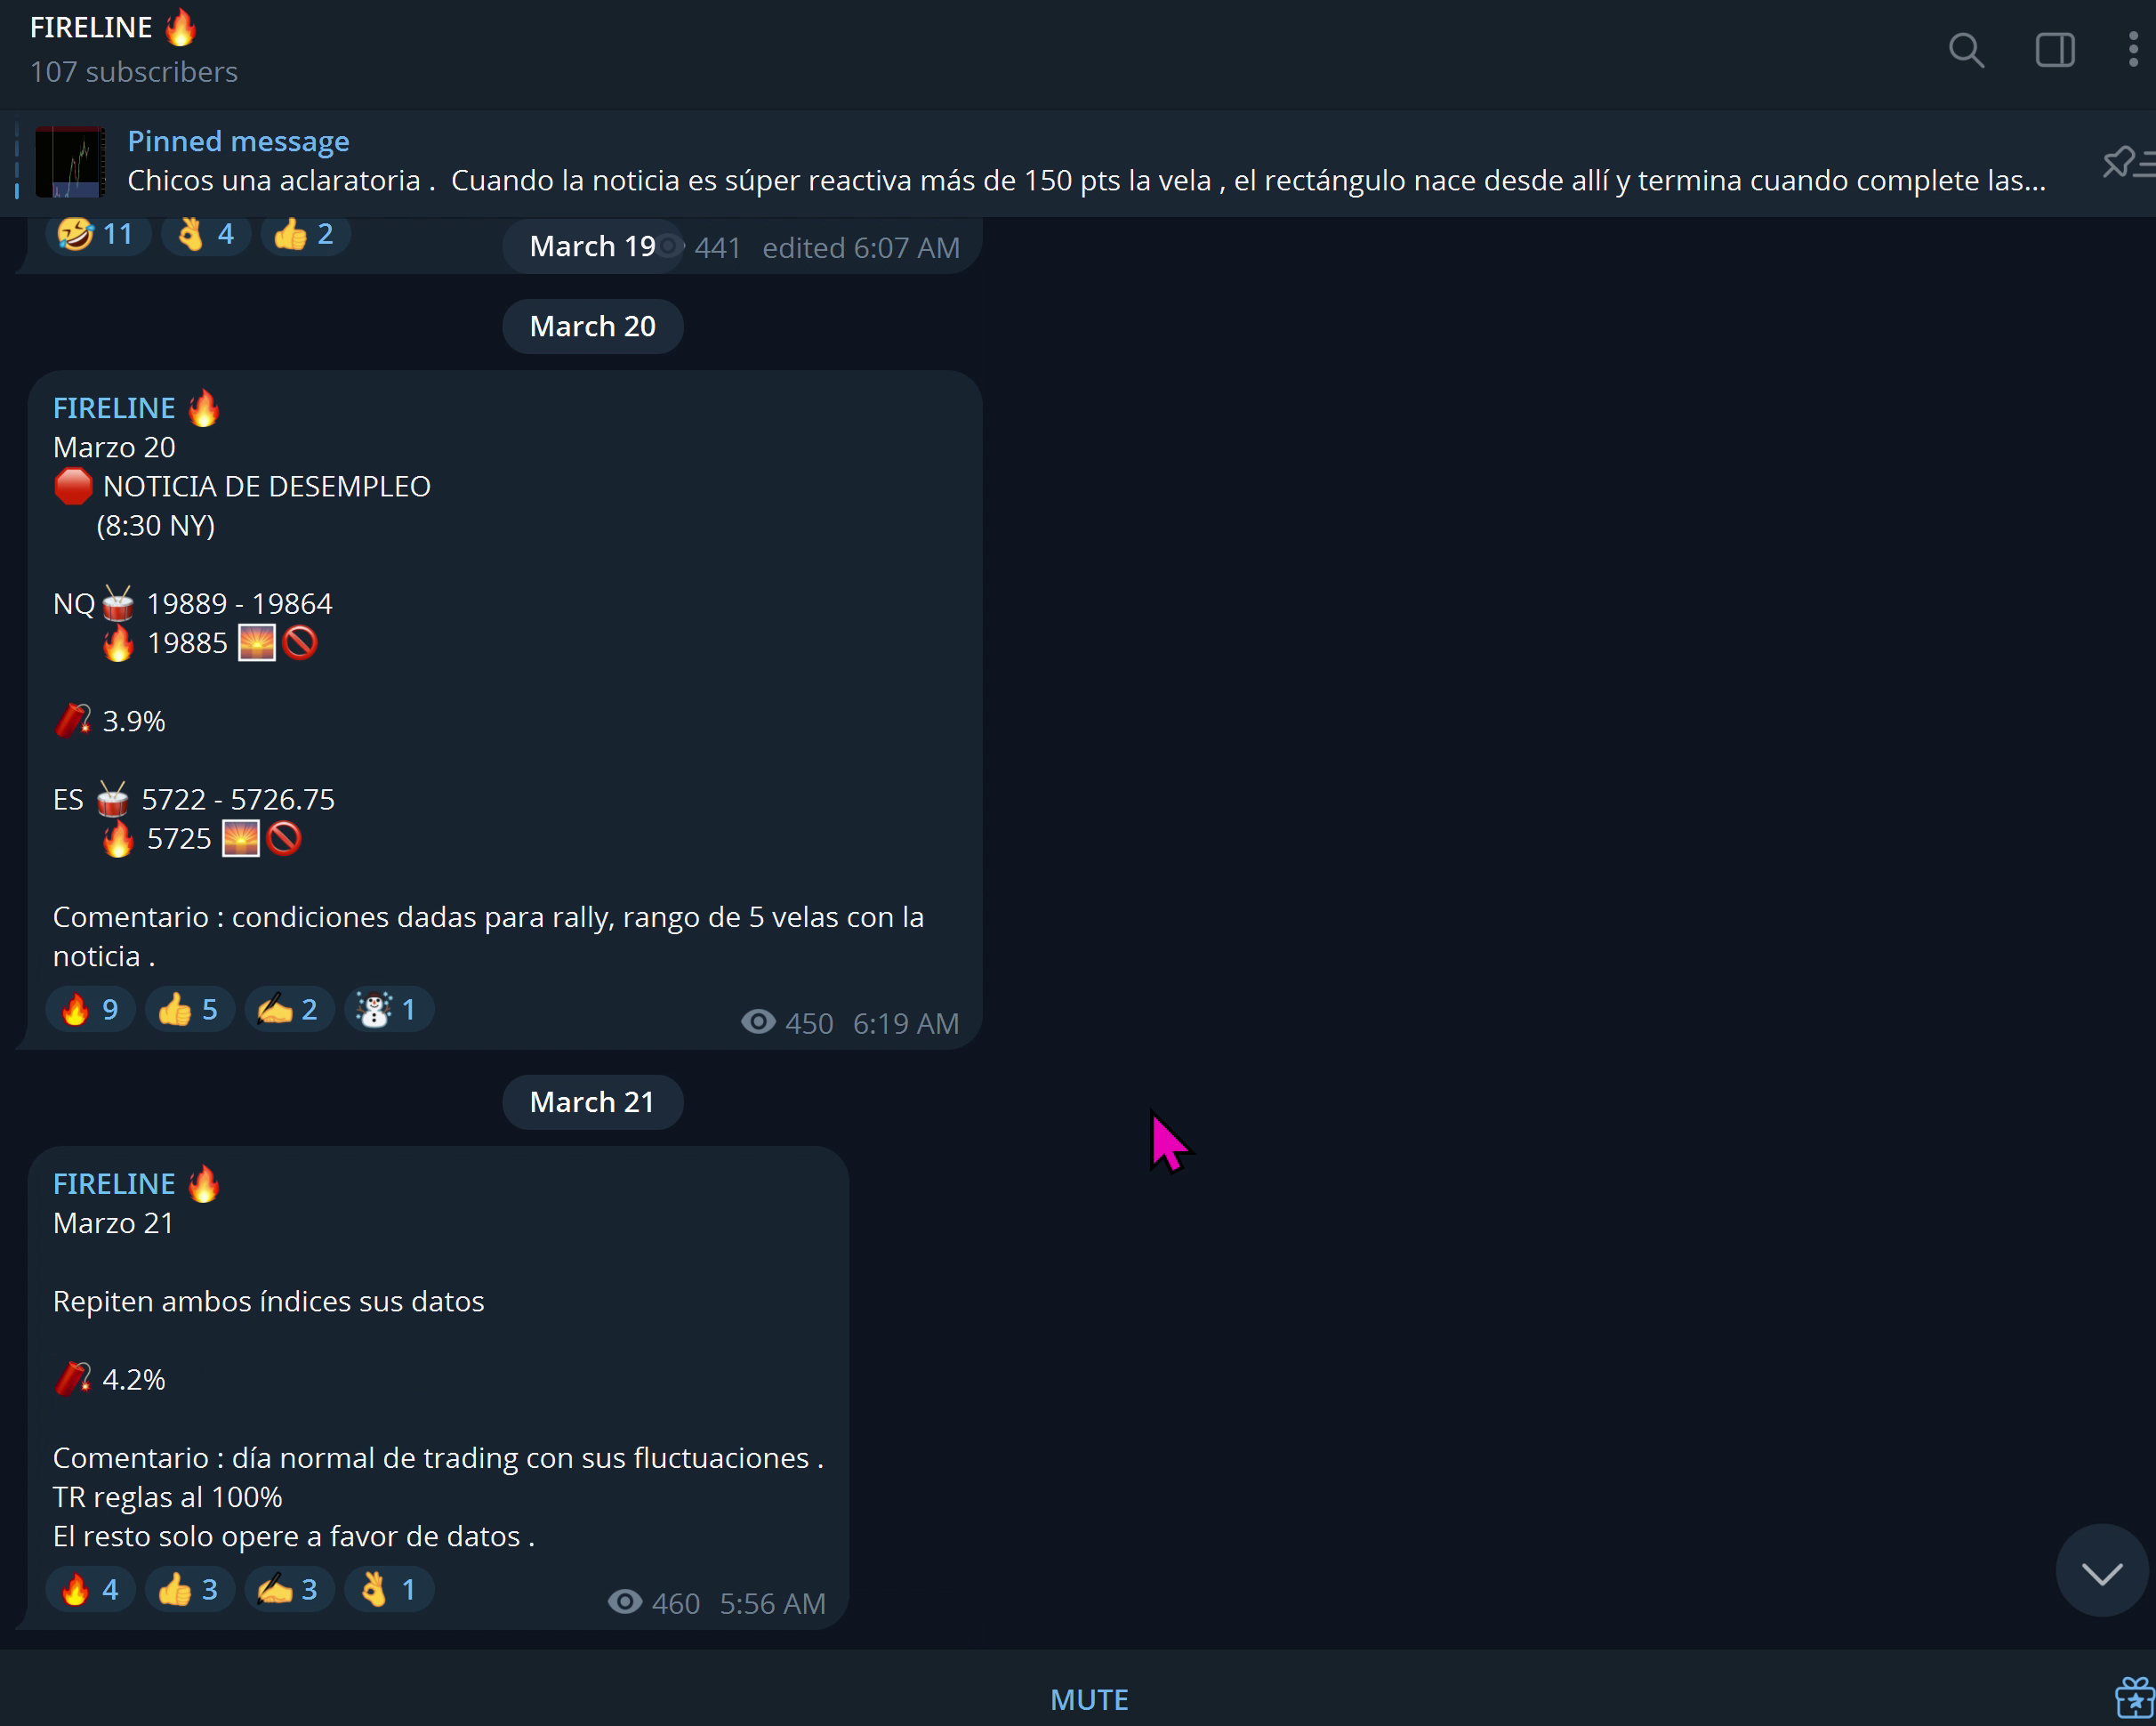 FIRELINE 🔥
107 subscribers
Pinned message
Chicos una aclaratoria .  Cuando la noticia es súper reactiva más de 150 pts la vela , el rectángulo nace desde allí y termina cuando complete las...
🤣 11 👌 4 👍 2
March 19
441 edited 6:07 AM
March 20
FIRELINE 🔥
Marzo 20
🛑 NOTICIA DE DESEMPLEO
(8:30 NY)
NQ🥁 19889 - 19864
🔥 19885 🌅🚫
🧨 3.9%
ES 🥁 5722 - 5726.75
🔥 5725 🌅🚫
Comentario : condiciones dadas para rally, rango de 5 velas con la
noticia .
🔥 9 👍 5 ✍️ 2 ☃️ 1
450 6:19 AM
March 21
FIRELINE 🔥
Marzo 21
Repiten ambos índices sus datos
🧨 4.2%
Comentario : día normal de trading con sus fluctuaciones .
TR reglas al 100%
El resto solo opere a favor de datos .
🔥 4 👍 3 ✍️ 3 👌 1
460 5:56 AM
MUTE